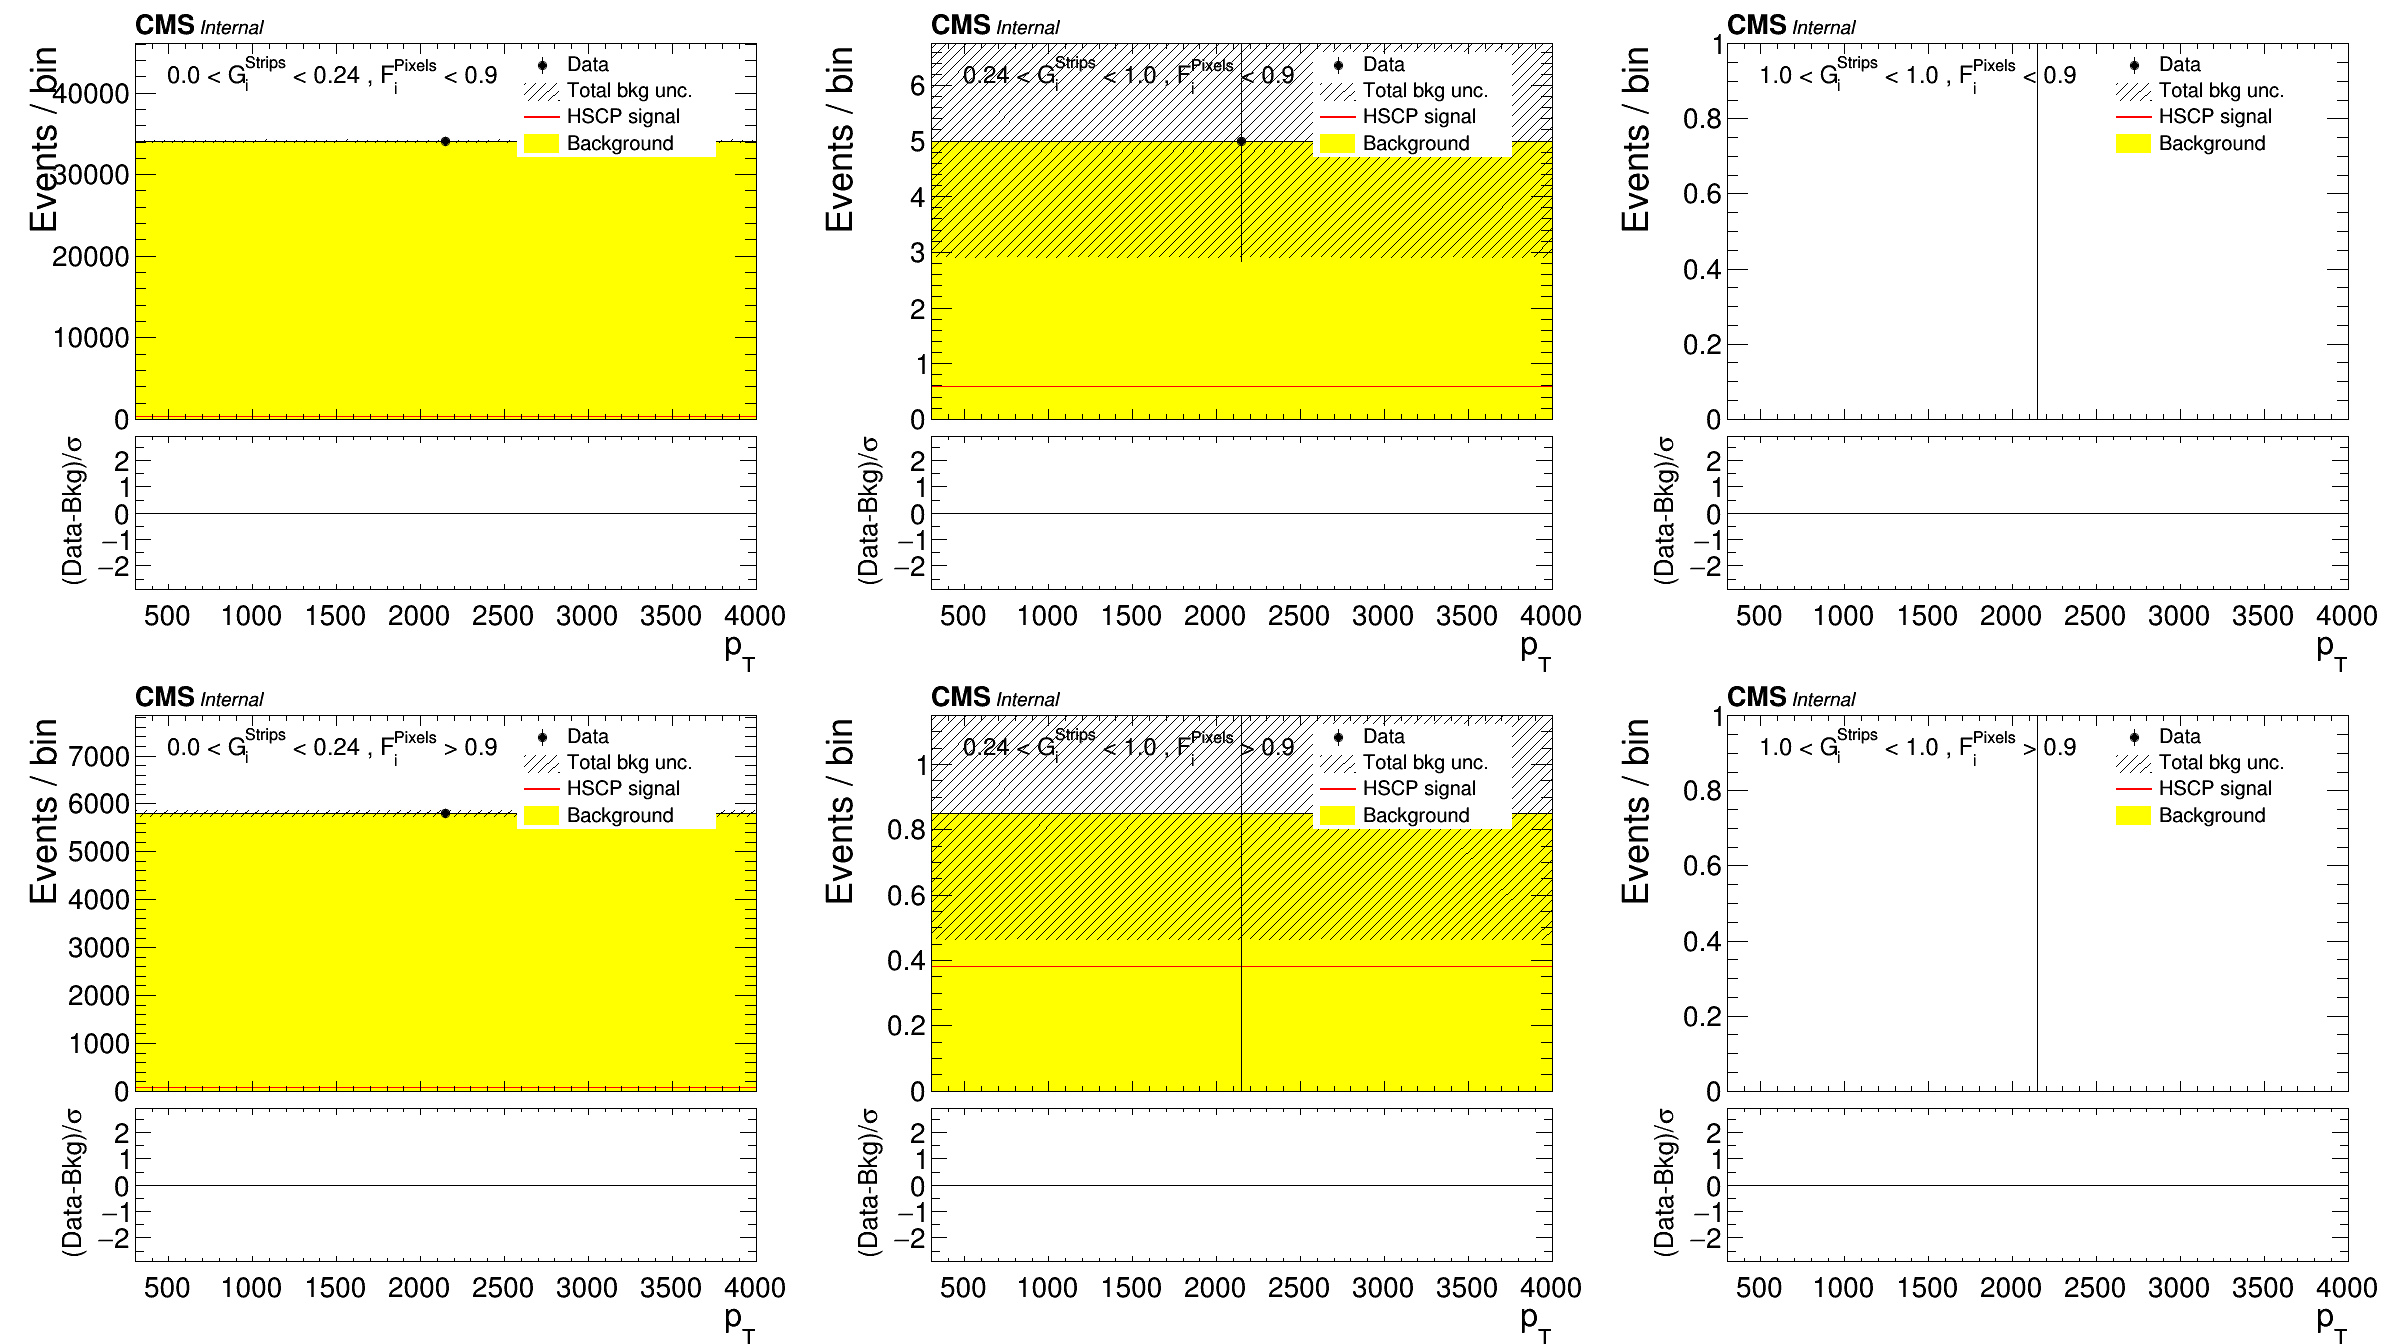 CMS Internal
Events / bin
0.0 < G_i^Strips < 0.24 , F_i^Pixels < 0.9
Data
Total bkg unc.
HSCP signal
Background
40000
30000
20000
10000
0
(Data-Bkg)/σ
2
1
0
−1
−2
500 1000 1500 2000 2500 3000 3500 4000
p_T
CMS Internal
Events / bin
0.24 < G_i^Strips < 1.0 , F_i^Pixels < 0.9
Data
Total bkg unc.
HSCP signal
Background
6
5
4
3
2
1
0
(Data-Bkg)/σ
2
1
0
−1
−2
500 1000 1500 2000 2500 3000 3500 4000
p_T
CMS Internal
Events / bin
1.0 < G_i^Strips < 1.0 , F_i^Pixels < 0.9
Data
Total bkg unc.
HSCP signal
Background
1
0.8
0.6
0.4
0.2
0
(Data-Bkg)/σ
2
1
0
−1
−2
500 1000 1500 2000 2500 3000 3500 4000
p_T
CMS Internal
Events / bin
0.0 < G_i^Strips < 0.24 , F_i^Pixels > 0.9
Data
Total bkg unc.
HSCP signal
Background
7000
6000
5000
4000
3000
2000
1000
0
(Data-Bkg)/σ
2
1
0
−1
−2
500 1000 1500 2000 2500 3000 3500 4000
p_T
CMS Internal
Events / bin
0.24 < G_i^Strips < 1.0 , F_i^Pixels > 0.9
Data
Total bkg unc.
HSCP signal
Background
1
0.8
0.6
0.4
0.2
0
(Data-Bkg)/σ
2
1
0
−1
−2
500 1000 1500 2000 2500 3000 3500 4000
p_T
CMS Internal
Events / bin
1.0 < G_i^Strips < 1.0 , F_i^Pixels > 0.9
Data
Total bkg unc.
HSCP signal
Background
1
0.8
0.6
0.4
0.2
0
(Data-Bkg)/σ
2
1
0
−1
−2
500 1000 1500 2000 2500 3000 3500 4000
p_T